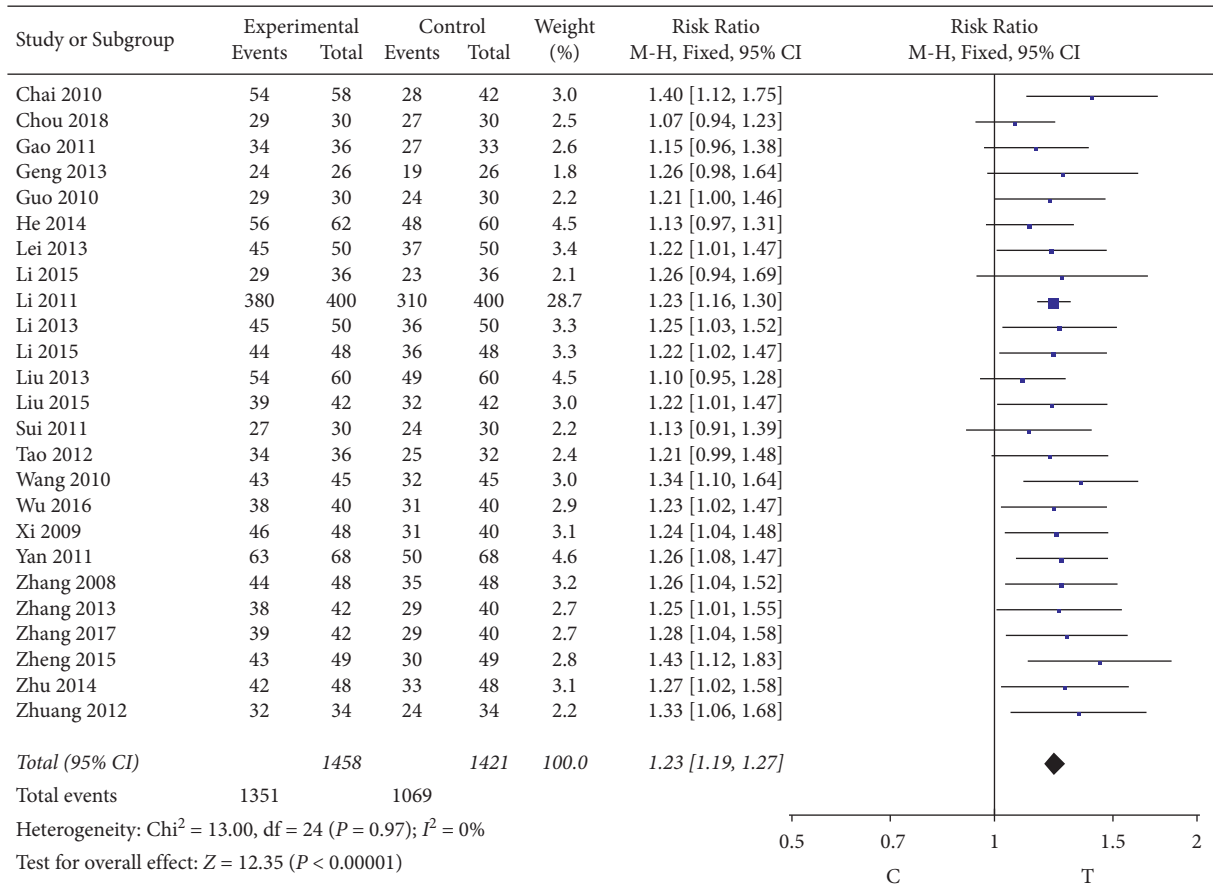 Study or Subgroup Experimental Control Weight Risk Ratio Risk Ratio
Events Total Events Total (%) M-H, Fixed, 95% CI M-H, Fixed, 95% CI
Chai 2010 54 58 28 42 3.0 1.40 [1.12, 1.75]
Chou 2018 29 30 27 30 2.5 1.07 [0.94, 1.23]
Gao 2011 34 36 27 33 2.6 1.15 [0.96, 1.38]
Geng 2013 24 26 19 26 1.8 1.26 [0.98, 1.64]
Guo 2010 29 30 24 30 2.2 1.21 [1.00, 1.46]
He 2014 56 62 48 60 4.5 1.13 [0.97, 1.31]
Lei 2013 45 50 37 50 3.4 1.22 [1.01, 1.47]
Li 2015 29 36 23 36 2.1 1.26 [0.94, 1.69]
Li 2011 380 400 310 400 28.7 1.23 [1.16, 1.30]
Li 2013 45 50 36 50 3.3 1.25 [1.03, 1.52]
Li 2015 44 48 36 48 3.3 1.22 [1.02, 1.47]
Liu 2013 54 60 49 60 4.5 1.10 [0.95, 1.28]
Liu 2015 39 42 32 42 3.0 1.22 [1.01, 1.47]
Sui 2011 27 30 24 30 2.2 1.13 [0.91, 1.39]
Tao 2012 34 36 25 32 2.4 1.21 [0.99, 1.48]
Wang 2010 43 45 32 45 3.0 1.34 [1.10, 1.64]
Wu 2016 38 40 31 40 2.9 1.23 [1.02, 1.47]
Xi 2009 46 48 31 40 3.1 1.24 [1.04, 1.48]
Yan 2011 63 68 50 68 4.6 1.26 [1.08, 1.47]
Zhang 2008 44 48 35 48 3.2 1.26 [1.04, 1.52]
Zhang 2013 38 42 29 40 2.7 1.25 [1.01, 1.55]
Zhang 2017 39 42 29 40 2.7 1.28 [1.04, 1.58]
Zheng 2015 43 49 30 49 2.8 1.43 [1.12, 1.83]
Zhu 2014 42 48 33 48 3.1 1.27 [1.02, 1.58]
Zhuang 2012 32 34 24 34 2.2 1.33 [1.06, 1.68]
Total (95% CI) 1458 1421 100.0 1.23 [1.19, 1.27]
Total events 1351 1069
Heterogeneity: Chi² = 13.00, df = 24 (P = 0.97); I² = 0%
Test for overall effect: Z = 12.35 (P < 0.00001)
0.5 0.7 1 1.5 2
C T